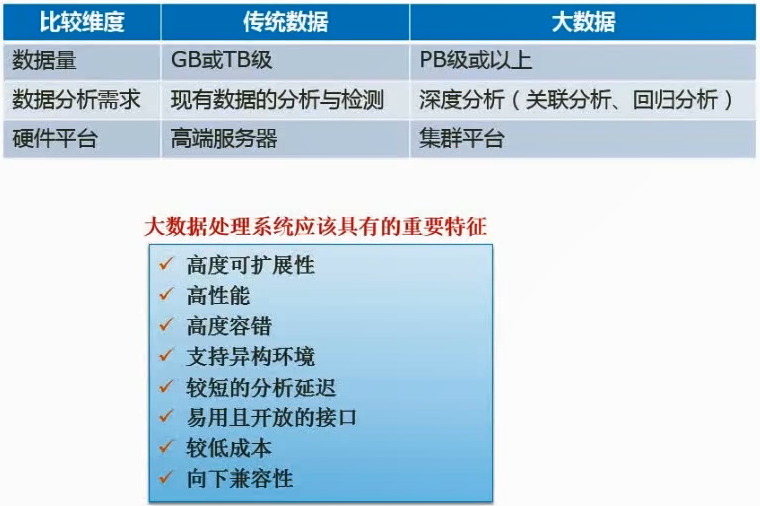 比较维度 传统数据 大数据
数据量 GB或TB级 PB级或以上
数据分析需求 现有数据的分析与检测 深度分析（关联分析、回归分析）
硬件平台 高端服务器 集群平台
大数据处理系统应该具有的重要特征
高度可扩展性
高性能
高度容错
支持异构环境
较短的分析延迟
易用且开放的接口
较低成本
向下兼容性